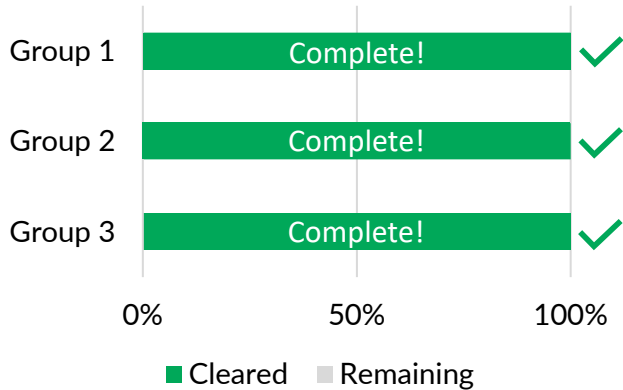 Group 1 Complete!
Group 2 Complete!
Group 3 Complete!
0% 50% 100%
Cleared Remaining